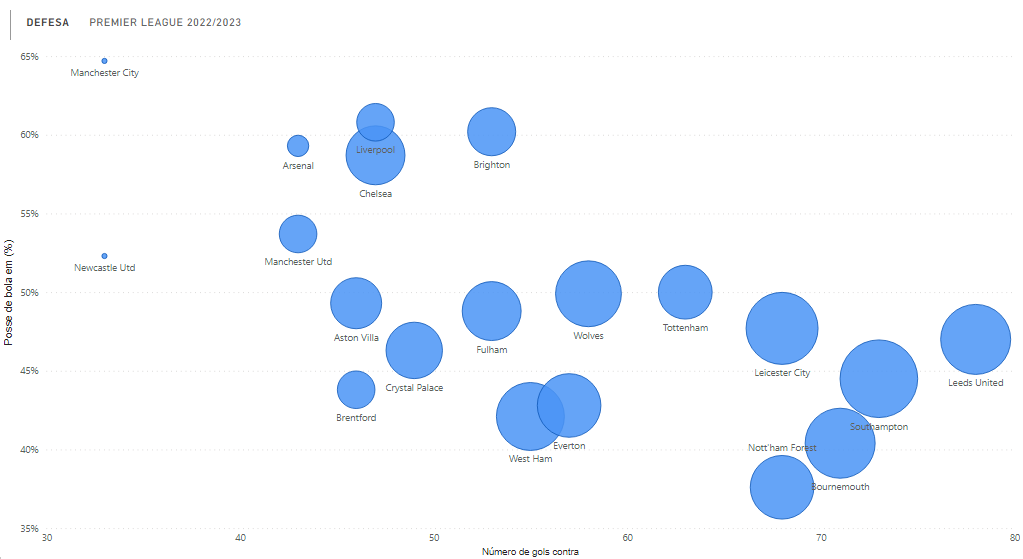 DEFESA PREMIER LEAGUE 2022/2023
65%
Manchester City
60%
Liverpool
Arsenal
Brighton
Chelsea
55%
Manchester Utd
Newcastle Utd
Posse de bola em (%)
50%
Tottenham
Aston Villa
Wolves
Fulham
45%
Leicester City
Leeds United
Crystal Palace
Brentford
Southampton
Everton
40%
Nott'ham Forest
West Ham
Bournemouth
35%
30 40 50 60 70 80
Número de gols contra